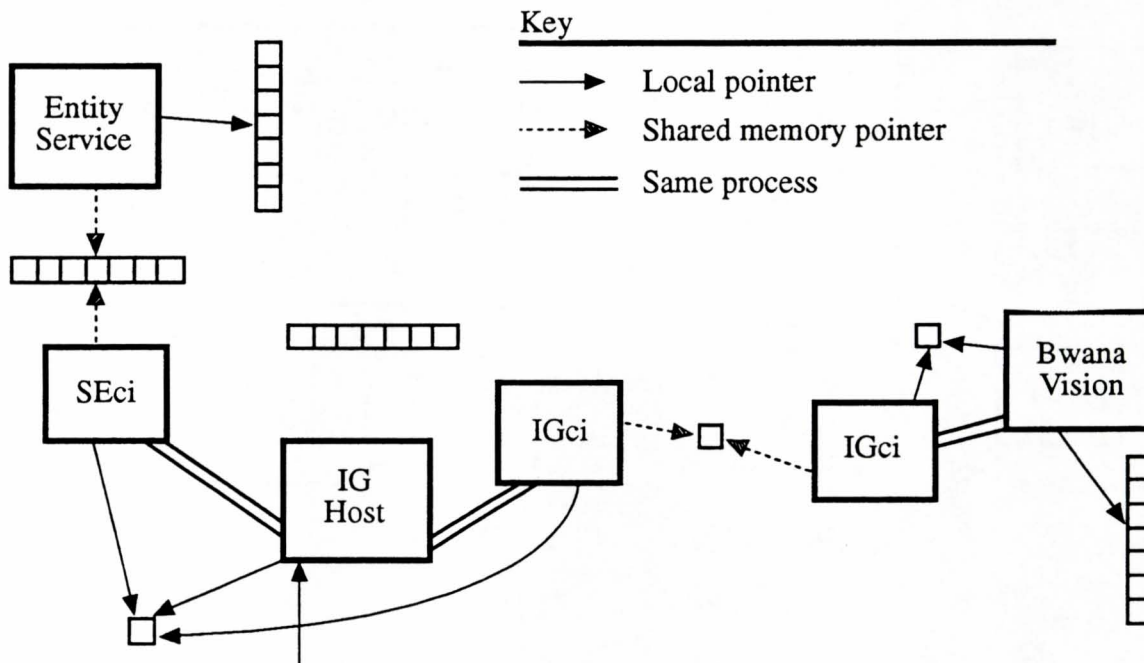 Key
Local pointer
Shared memory pointer
Same process
Entity
Service
SEci
IG
Host
IGci
IGci
Bwana
Vision